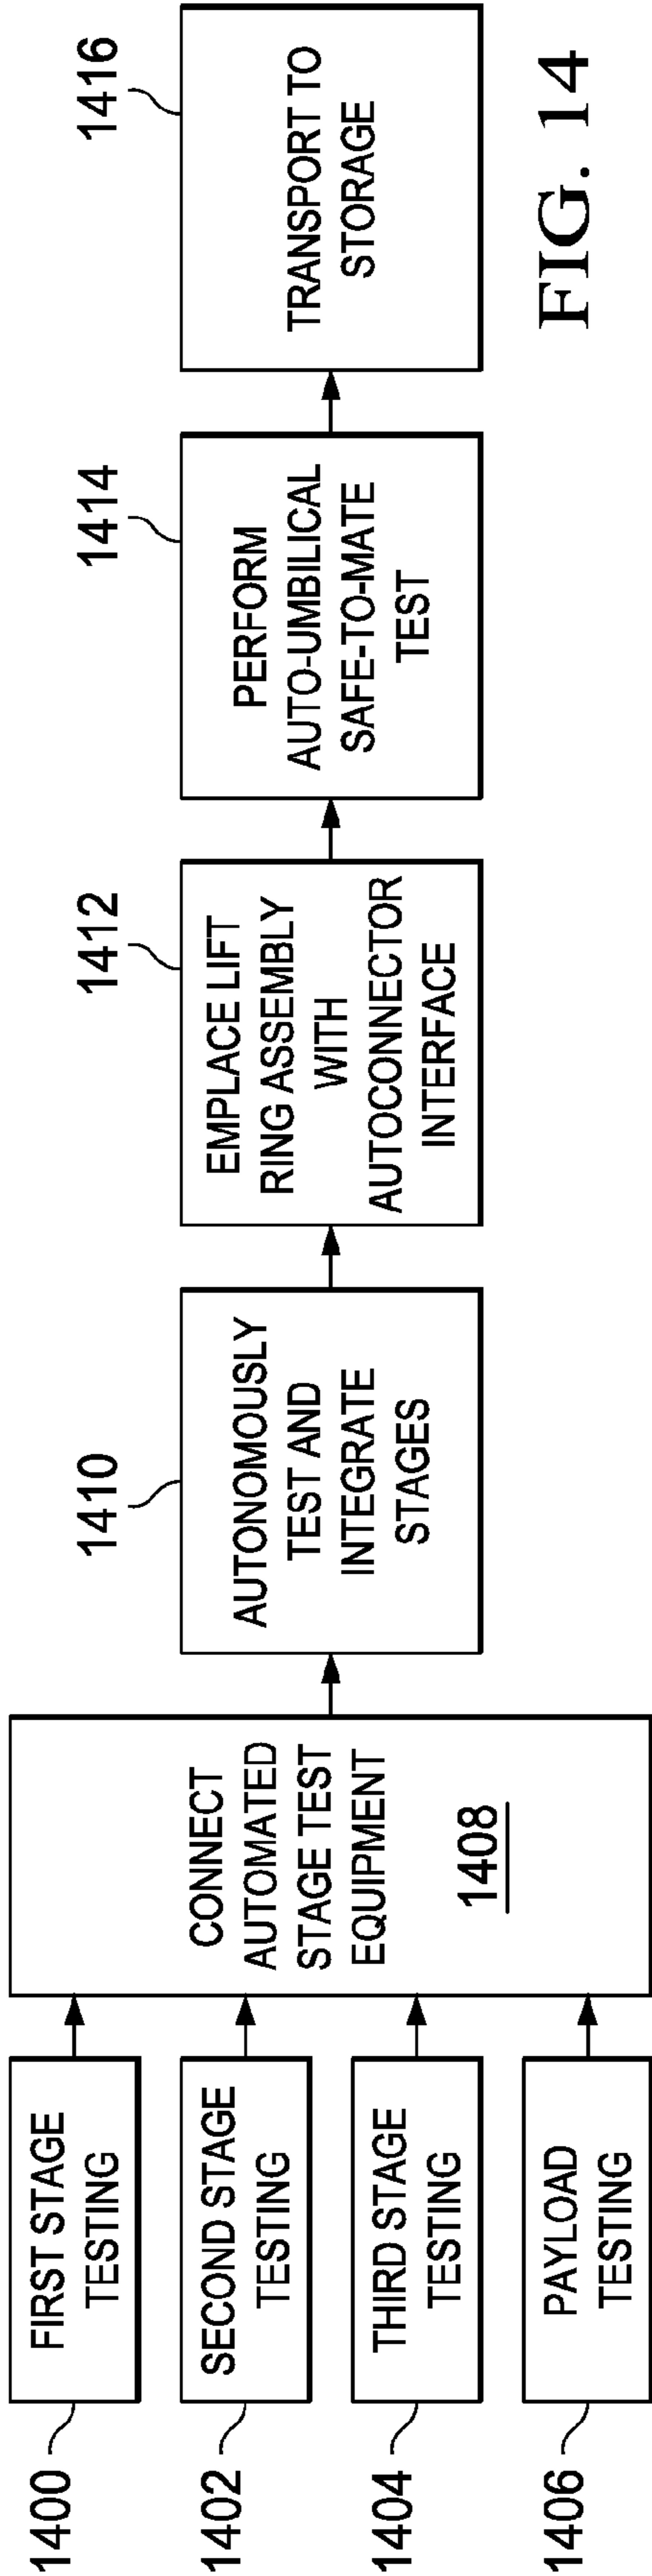 1400
FIRST STAGE
TESTING
1402
SECOND STAGE
TESTING
1404
THIRD STAGE
TESTING
1406
PAYLOAD
TESTING
CONNECT
AUTOMATED
STAGE TEST
EQUIPMENT
1408
1410
AUTONOMOUSLY
TEST AND
INTEGRATE
STAGES
1412
EMPLACE LIFT
RING ASSEMBLY
WITH
AUTOCONNECTOR
INTERFACE
1414
PERFORM
AUTO-UMBILICAL
SAFE-TO-MATE
TEST
1416
TRANSPORT TO
STORAGE
FIG. 14